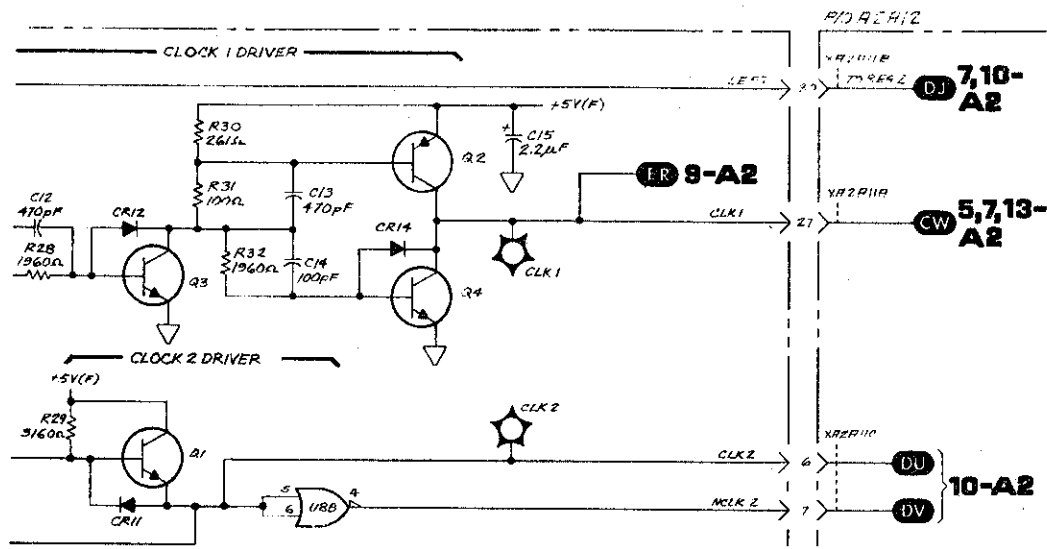 P/O A2A12
CLOCK 1 DRIVER
7,10-
DJ
A2
+5V(F)
R30
261Ω
C15
2.2µF
Q2
ER 9-A2
R31
100Ω
C13
470pF
C12
470pF
CR12
CR14
CLK1
27
5,7,13-
CW
A2
R28
1960Ω
R32
1960Ω
C14
100pF
Q3
CLK1
Q4
CLOCK 2 DRIVER
+5V(F)
R29
3160Ω
CLK2
Q1
CLK2
6
DU
10-A2
5
6
U8B
4
NCLK 2
7
DV
CR11